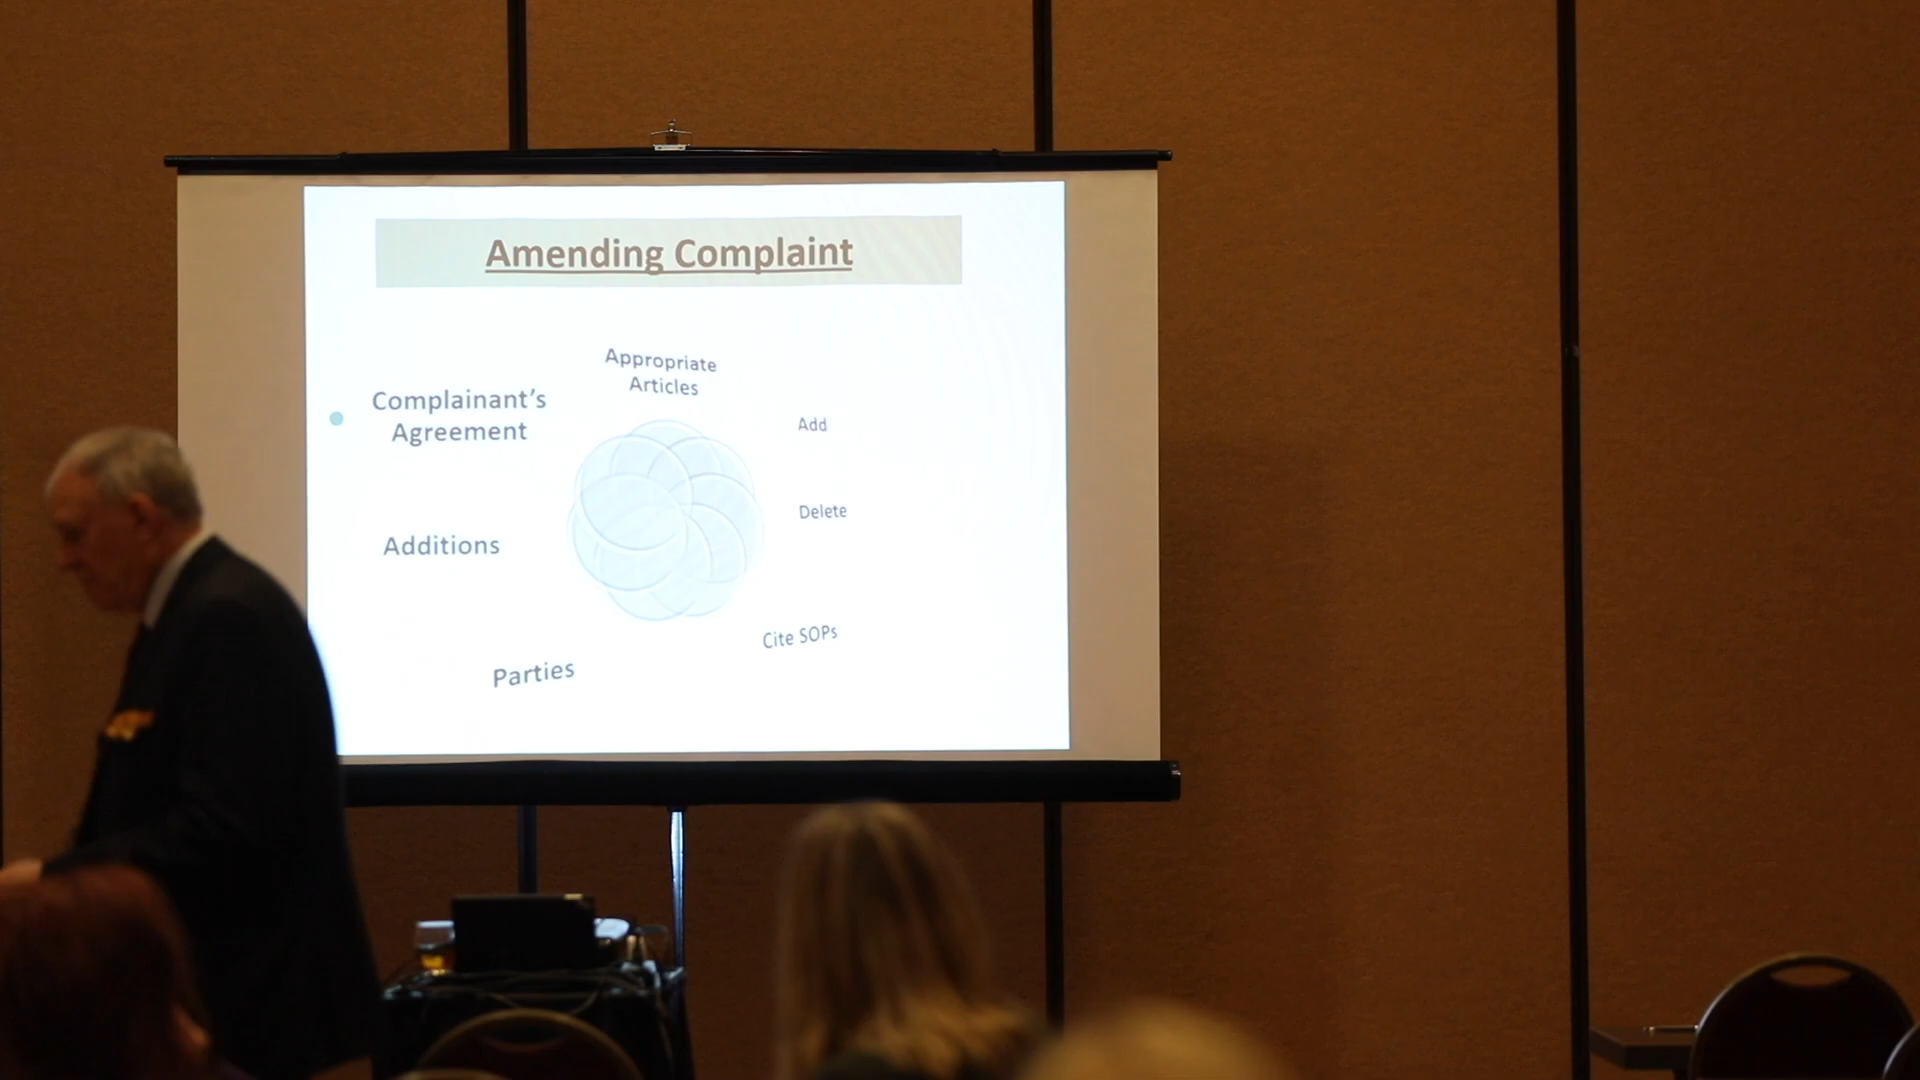 Amending Complaint
Appropriate
Articles
Complainant's
Agreement
Add
Delete
Additions
Cite SOPs
Parties